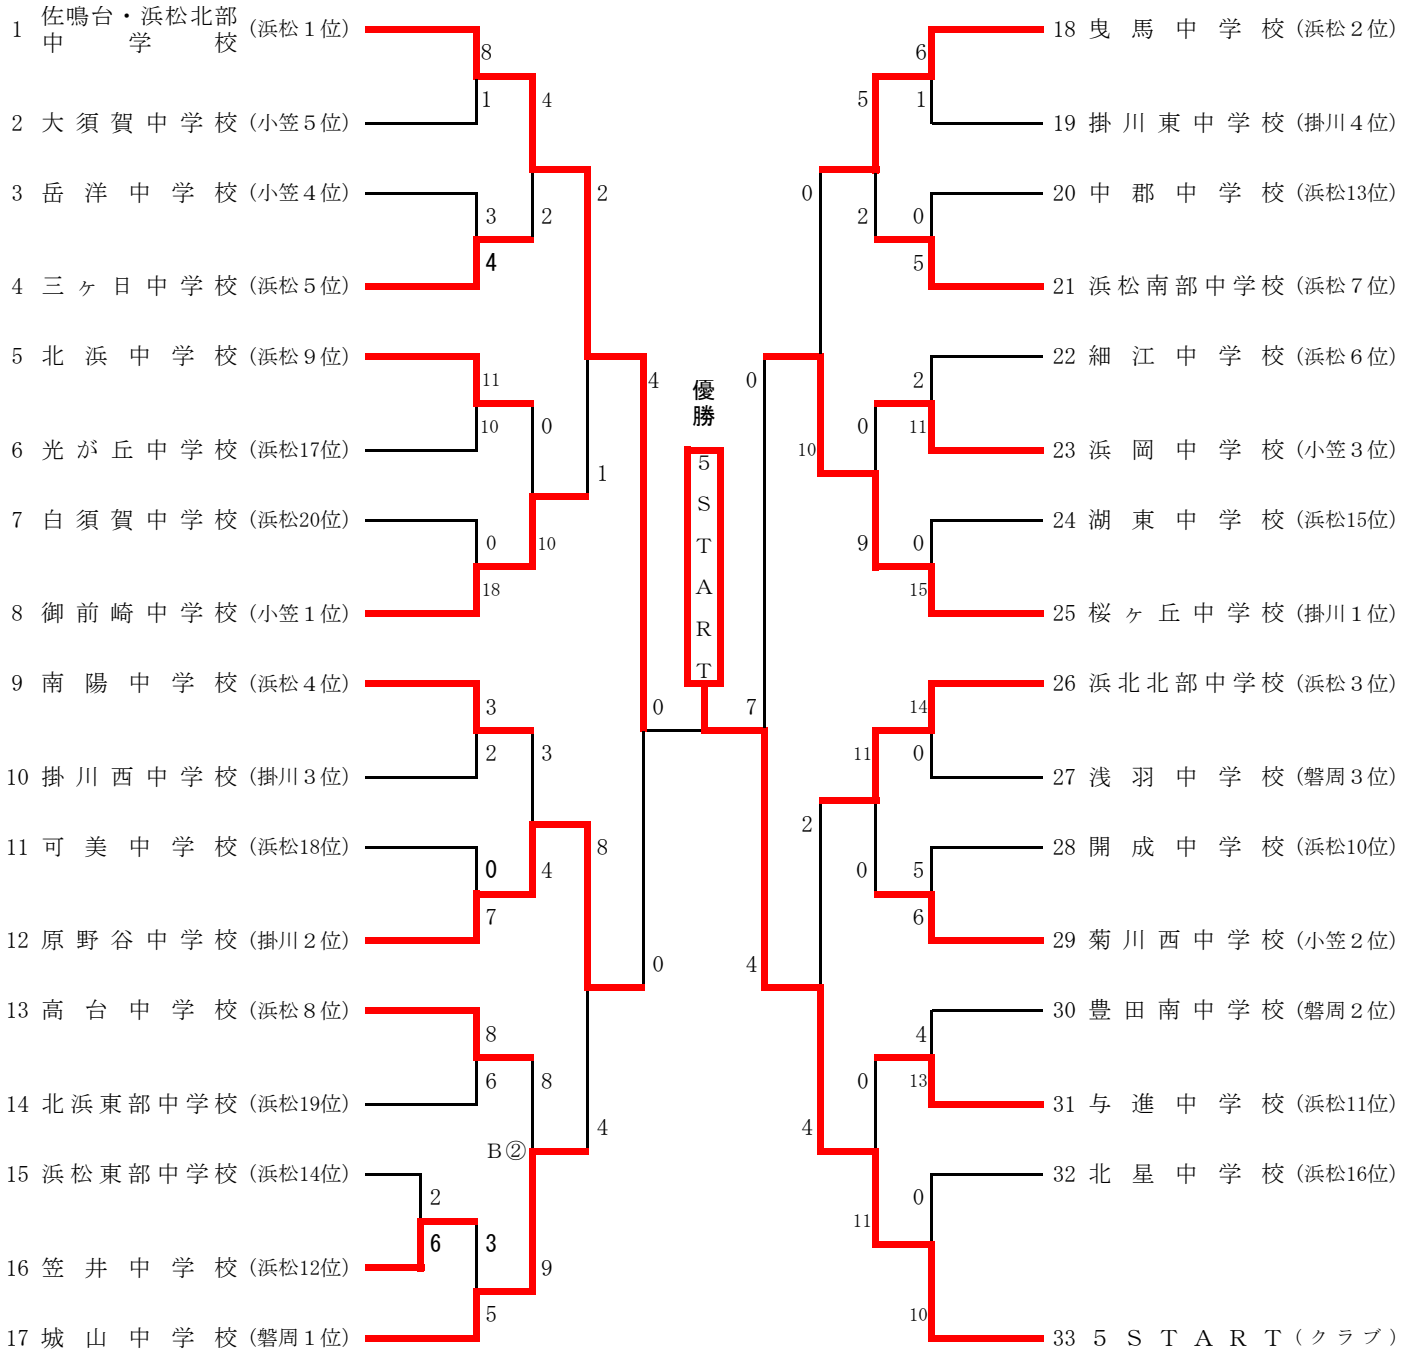 1 佐鳴台・浜松北部中学校 (浜松1位)
2 大須賀中学校 (小笠5位)
3 岳洋中学校 (小笠4位)
4 三ヶ日中学校 (浜松5位)
5 北浜中学校 (浜松9位)
6 光が丘中学校 (浜松17位)
7 白須賀中学校 (浜松20位)
8 御前崎中学校 (小笠1位)
9 南陽中学校 (浜松4位)
10 掛川西中学校 (掛川3位)
11 可美中学校 (浜松18位)
12 原野谷中学校 (掛川2位)
13 高台中学校 (浜松8位)
14 北浜東部中学校 (浜松19位)
15 浜松東部中学校 (浜松14位)
16 笠井中学校 (浜松12位)
17 城山中学校 (磐周1位)
8
1
3
4
11
10
0
18
3
2
0
7
8
6
2
6
3
5
4
2
0
10
3
4
8
B②
9
2
1
8
4
4
0
0
優勝
5START
7
0
4
0
10
2
4
5
2
0
9
11
0
0
11
6
1
0
5
2
11
0
15
14
0
5
6
4
13
0
10
18 曳馬中学校 (浜松2位)
19 掛川東中学校 (掛川4位)
20 中郡中学校 (浜松13位)
21 浜松南部中学校 (浜松7位)
22 細江中学校 (浜松6位)
23 浜岡中学校 (小笠3位)
24 湖東中学校 (浜松15位)
25 桜ヶ丘中学校 (掛川1位)
26 浜北北部中学校 (浜松3位)
27 浅羽中学校 (磐周3位)
28 開成中学校 (浜松10位)
29 菊川西中学校 (小笠2位)
30 豊田南中学校 (磐周2位)
31 与進中学校 (浜松11位)
32 北星中学校 (浜松16位)
33 5START (クラブ)